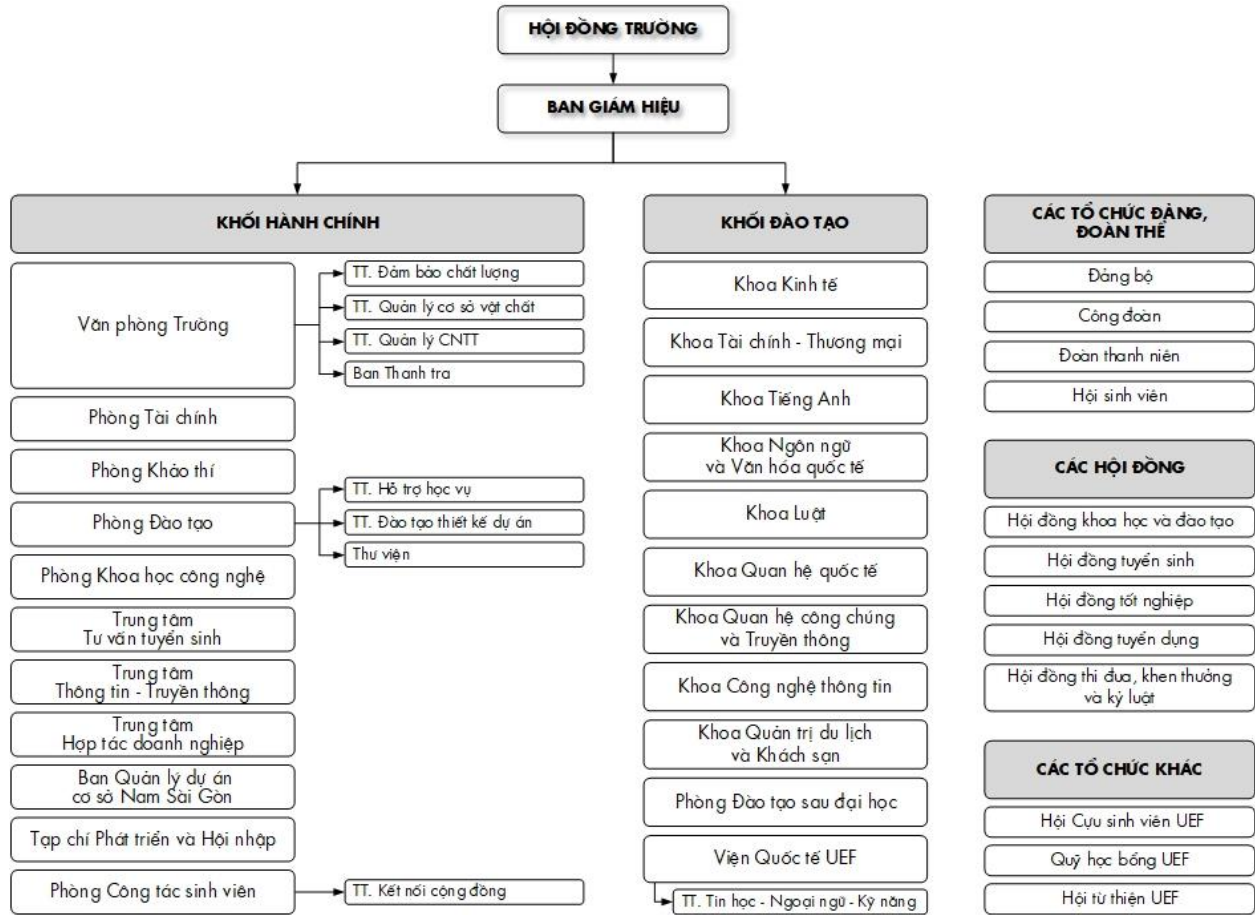 HỘI ĐỒNG TRƯỜNG
BAN GIÁM HIỆU
KHỐI HÀNH CHÍNH
Văn phòng Trường
TT. Đảm bảo chất lượng
TT. Quản lý cơ sở vật chất
TT. Quản lý CNTT
Ban Thanh tra
Phòng Tài chính
Phòng Khảo thí
Phòng Đào tạo
TT. Hỗ trợ học vụ
TT. Đào tạo thiết kế dự án
Thư viện
Phòng Khoa học công nghệ
Trung tâm
Tư vấn tuyển sinh
Trung tâm
Thông tin - Truyền thông
Trung tâm
Hợp tác doanh nghiệp
Ban Quản lý dự án
cơ sở Nam Sài Gòn
Tạp chí Phát triển và Hội nhập
Phòng Công tác sinh viên
TT. Kết nối cộng đồng
KHỐI ĐÀO TẠO
Khoa Kinh tế
Khoa Tài chính - Thương mại
Khoa Tiếng Anh
Khoa Ngôn ngữ
và Văn hóa quốc tế
Khoa Luật
Khoa Quan hệ quốc tế
Khoa Quan hệ công chúng
và Truyền thông
Khoa Công nghệ thông tin
Khoa Quản trị du lịch
và Khách sạn
Phòng Đào tạo sau đại học
Viện Quốc tế UEF
TT. Tin học - Ngoại ngữ - Kỹ năng
CÁC TỔ CHỨC ĐẢNG,
ĐOÀN THỂ
Đảng bộ
Công đoàn
Đoàn thanh niên
Hội sinh viên
CÁC HỘI ĐỒNG
Hội đồng khoa học và đào tạo
Hội đồng tuyển sinh
Hội đồng tốt nghiệp
Hội đồng tuyển dụng
Hội đồng thi đua, khen thưởng
và kỷ luật
CÁC TỔ CHỨC KHÁC
Hội Cựu sinh viên UEF
Quỹ học bổng UEF
Hội từ thiện UEF